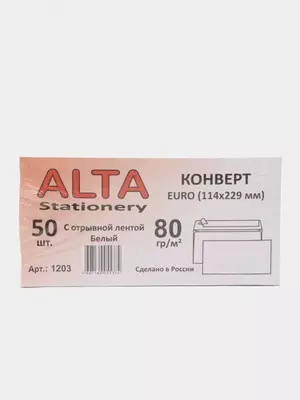 ALTA
Stationery
КОНВЕРТ
EURO (114x229 мм)
50
шт.
С отрывной лентой
Белый
80
гр/м²
Арт.: 1203
Сделано в России